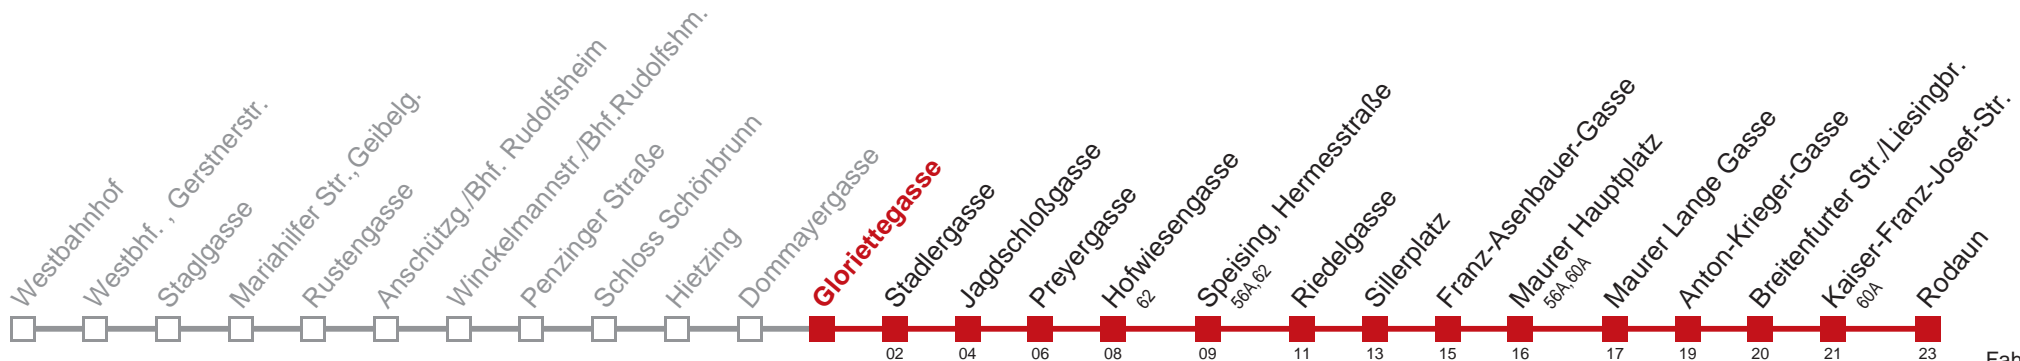 Westbahnhof
Westbhf. , Gerstnerstr.
Staglgasse
Mariahilfer Str.,Geibelg.
Rustengasse
Anschützg./Bhf. Rudolfsheim
Winckelmannstr./Bhf.Rudolfshm.
Penzinger Straße
Schloss Schönbrunn
Hietzing
Dommayergasse
Gloriettegasse
Stadlergasse
Jagdschloßgasse
Preyergasse
Hofwiesengasse
62
Speising, Hermesstraße
56A,62
Riedelgasse
Sillerplatz
Franz-Asenbauer-Gasse
Maurer Hauptplatz
56A,60A
Maurer Lange Gasse
Anton-Krieger-Gasse
Breitenfurter Str./Liesingbr.
Kaiser-Franz-Josef-Str.
60A
Rodaun
02 04 06 08 09 11 13 15 16 17 19 20 21 23 Fah